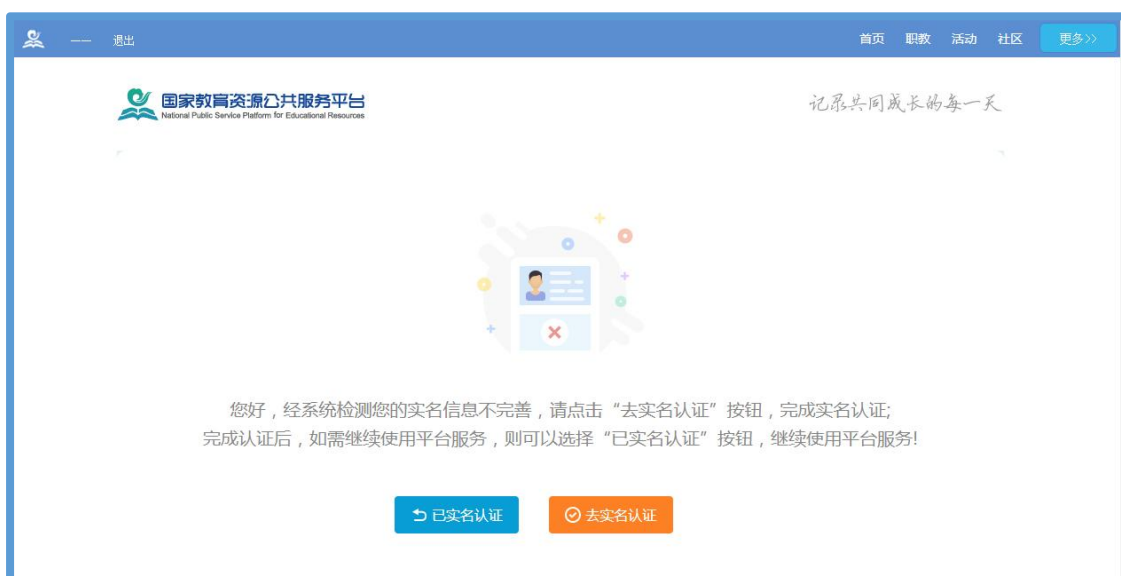 —— 退出 首页 职教 活动 社区 更多>>
国家教育资源公共服务平台
National Public Service Platform for Educational Resources
记录共同成长的每一天
您好，经系统检测您的实名信息不完善，请点击“去实名认证”按钮，完成实名认证;
完成认证后，如需继续使用平台服务，则可以选择“已实名认证”按钮，继续使用平台服务!
已实名认证 去实名认证